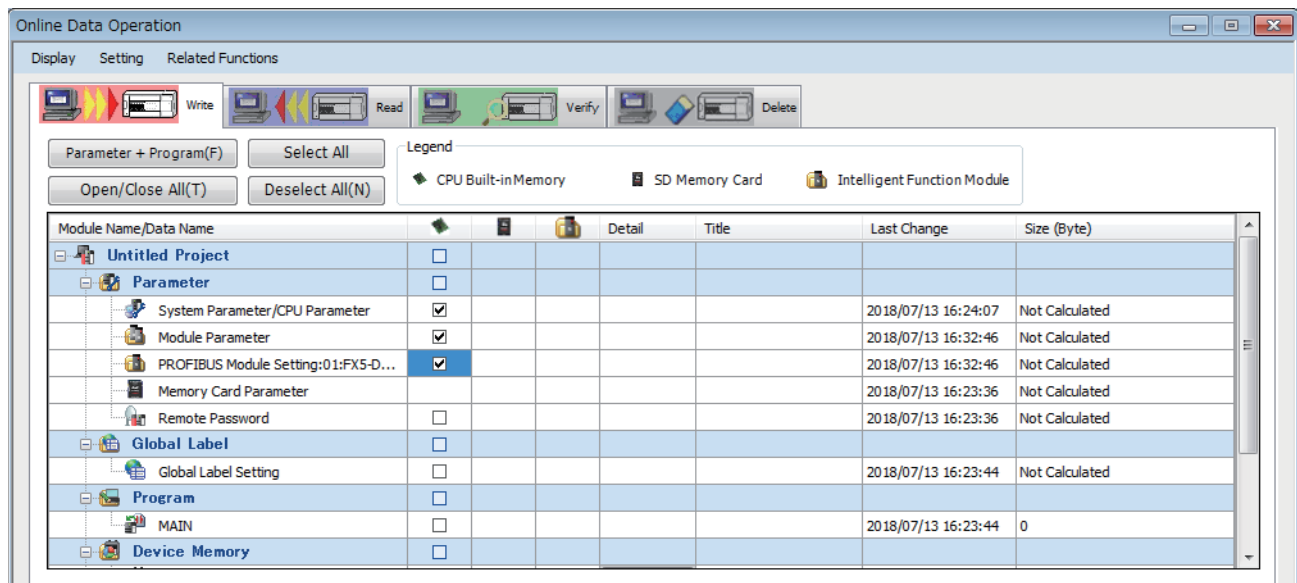 Online Data Operation
Display Setting Related Functions
Write Read Verify Delete
Parameter + Program(F) Select All Legend
CPU Built-in Memory SD Memory Card Intelligent Function Module
Open/Close All(T) Deselect All(N)
Module Name/Data Name Detail Title Last Change Size (Byte)
Untitled Project
Parameter
System Parameter/CPU Parameter 2018/07/13 16:24:07 Not Calculated
Module Parameter 2018/07/13 16:32:46 Not Calculated
PROFIBUS Module Setting:01:FX5-D... 2018/07/13 16:32:46 Not Calculated
Memory Card Parameter 2018/07/13 16:23:36 Not Calculated
Remote Password 2018/07/13 16:23:36 Not Calculated
Global Label
Global Label Setting 2018/07/13 16:23:44 Not Calculated
Program
MAIN 2018/07/13 16:23:44 0
Device Memory